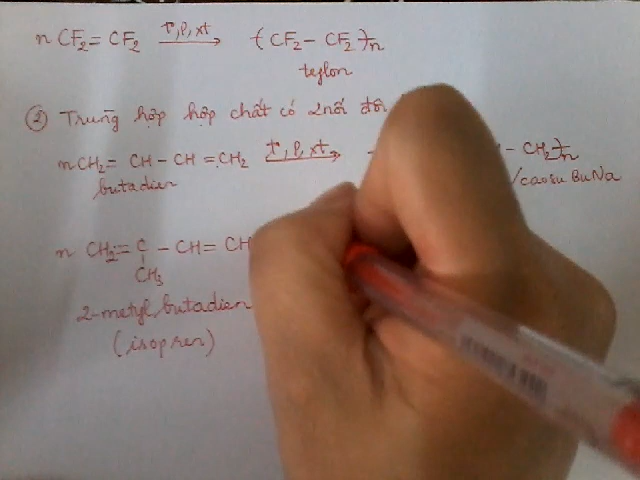 n CF₂ = CF₂ t°, p, xt → (CF₂ - CF₂)n
teflon
② Trùng hợp hợp chất có 2 nối đôi
nCH₂ = CH - CH = CH₂ t°, p, xt → - CH₂)n
butadien /caosu BuNa
n CH₂ = C - CH = CH
CH₃
2-metyl butadien
(isopren)